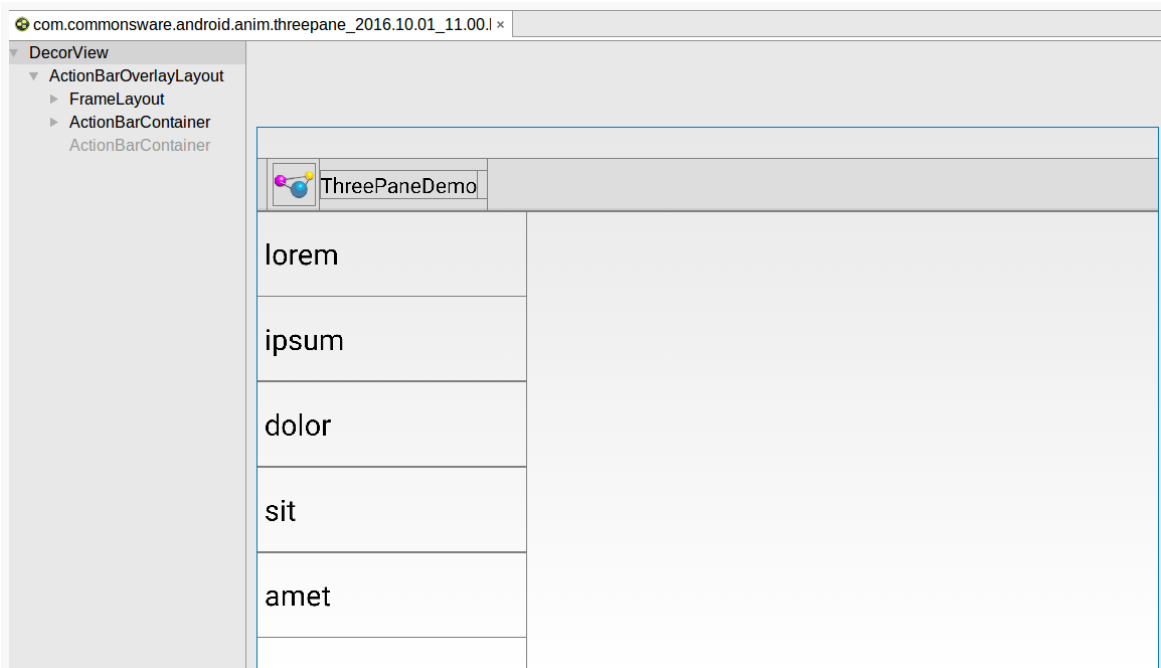 com.commonsware.android.anim.threepane_2016.10.01_11.00.
DecorView
ActionBarOverlayLayout
FrameLayout
ActionBarContainer
ActionBarContainer
ThreePaneDemo
lorem
ipsum
dolor
sit
amet